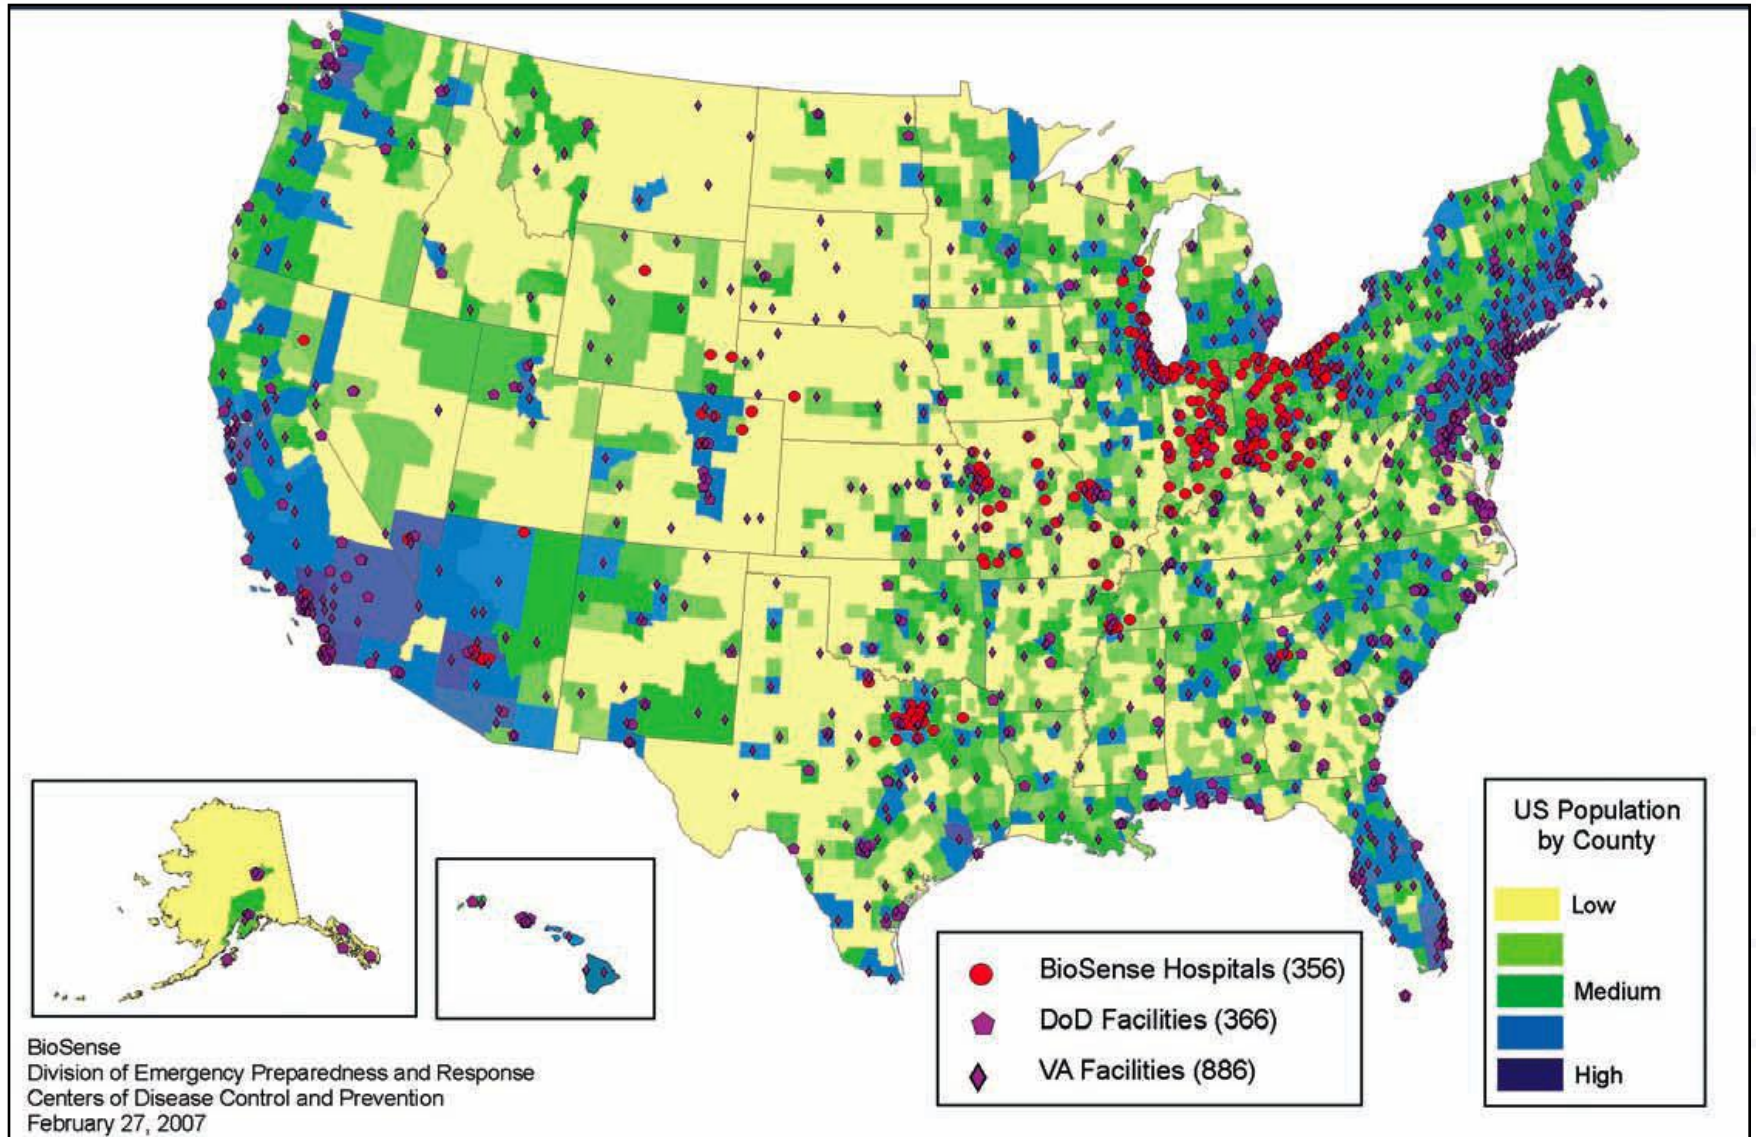 US Population
by County
Low
Medium
High
BioSense Hospitals (356)
DoD Facilities (366)
VA Facilities (886)
BioSense
Division of Emergency Preparedness and Response
Centers of Disease Control and Prevention
February 27, 2007